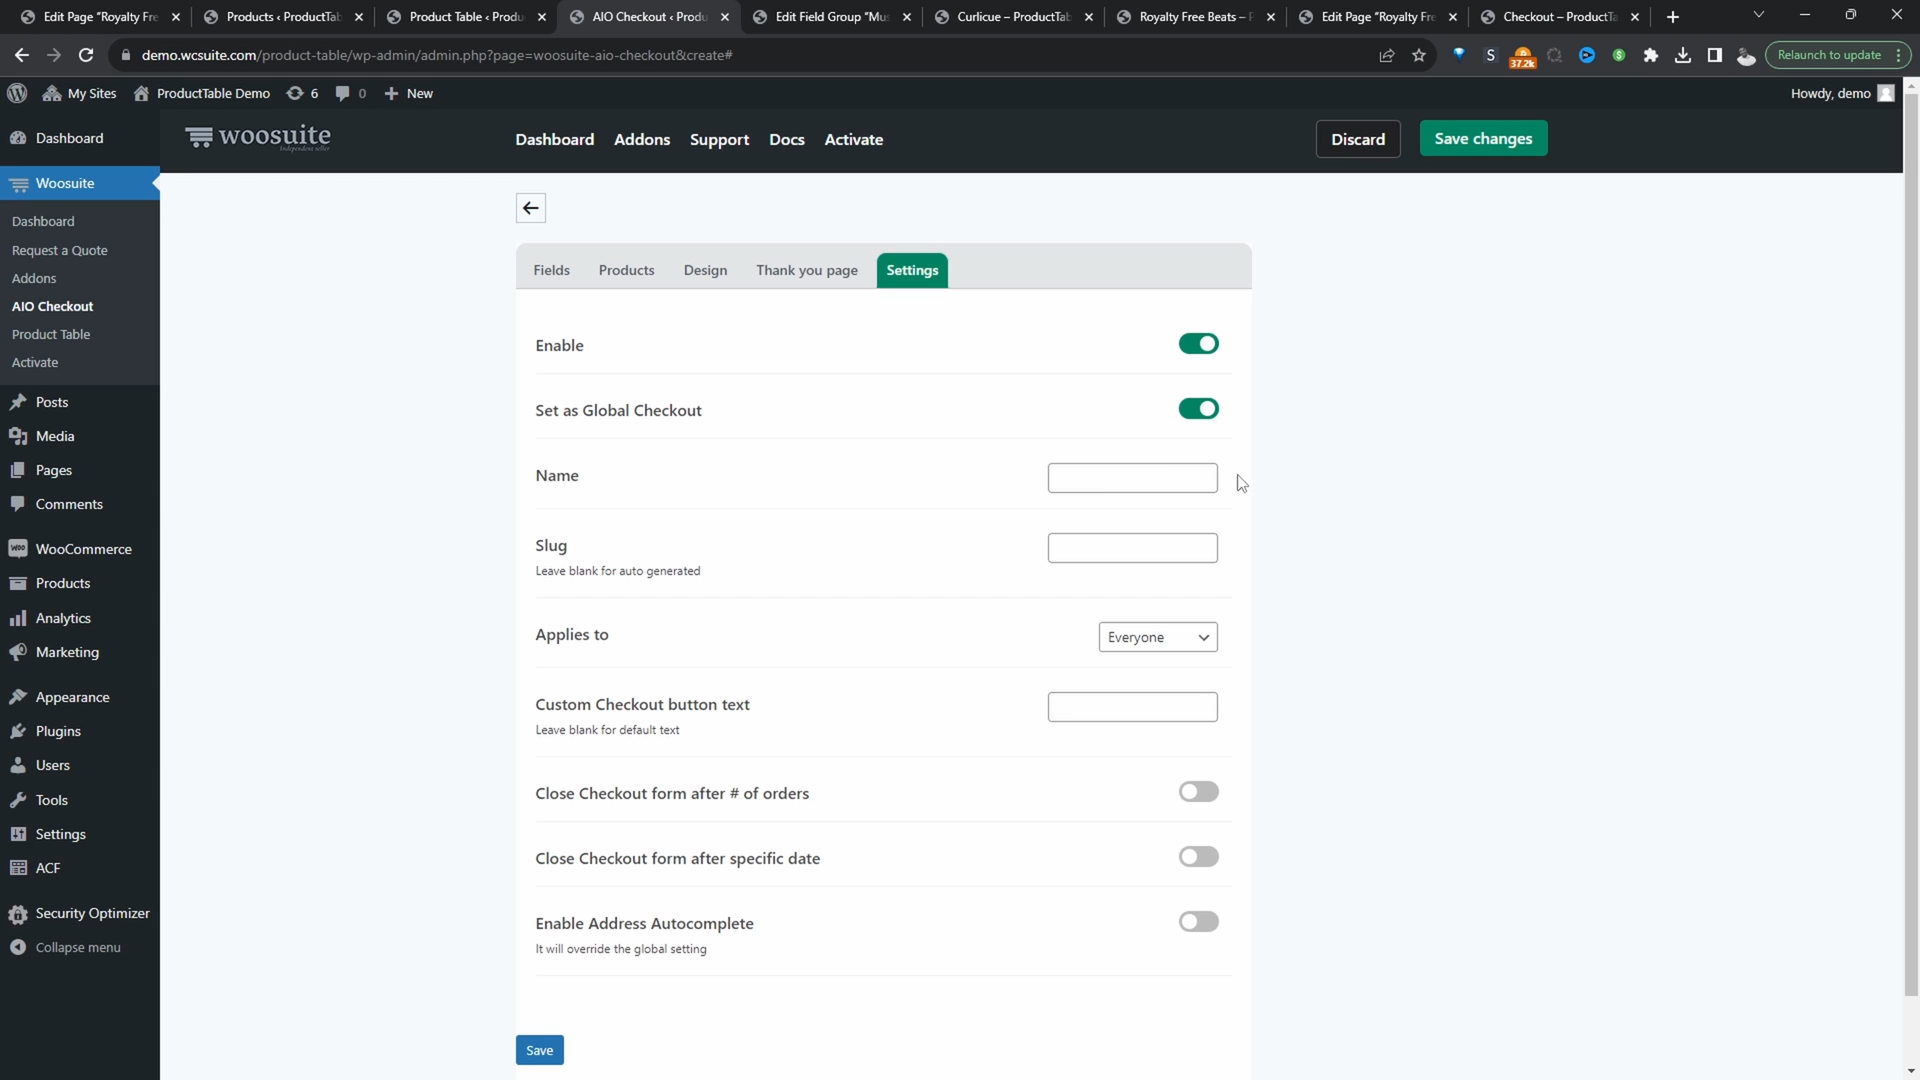 Edit Page “Royalty Fre
Products ‹ ProductTab
Product Table ‹ Produ
AIO Checkout ‹ Produ
Edit Field Group “Mus
Curlicue – ProductTab
Royalty Free Beats – P
Edit Page “Royalty Fre
Checkout – ProductTa
demo.wcsuite.com/product-table/wp-admin/admin.php?page=woosuite-aio-checkout&create#
37.2k
Relaunch to update
My Sites
ProductTable Demo
6
0
New
Howdy, demo
Dashboard
Woosuite
Dashboard
Request a Quote
Addons
AIO Checkout
Product Table
Activate
Posts
Media
Pages
Comments
WooCommerce
Products
Analytics
Marketing
Appearance
Plugins
Users
Tools
Settings
ACF
Security Optimizer
Collapse menu
woosuite
Independent seller
Dashboard
Addons
Support
Docs
Activate
Discard
Save changes
Fields
Products
Design
Thank you page
Settings
Enable
Set as Global Checkout
Name
Slug
Leave blank for auto generated
Applies to
Everyone
Custom Checkout button text
Leave blank for default text
Close Checkout form after # of orders
Close Checkout form after specific date
Enable Address Autocomplete
It will override the global setting
Save